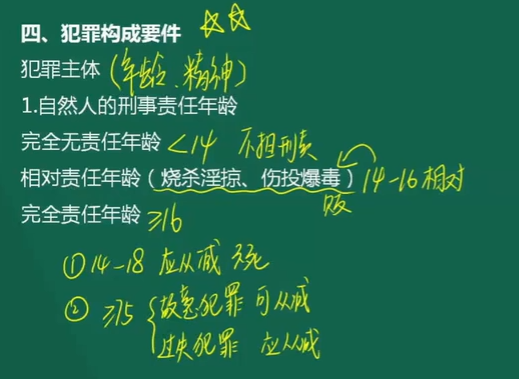 四、犯罪构成要件 ☆☆
犯罪主体 (年龄、精神)
1.自然人的刑事责任年龄
完全无责任年龄 <14 不担刑责
相对责任年龄（烧杀淫掠、伤投爆毒）14-16 相对
贩
完全责任年龄 ≥16
① 14-18 应从减 死
② ≥75 故意犯罪 可从减
过失犯罪 应从减